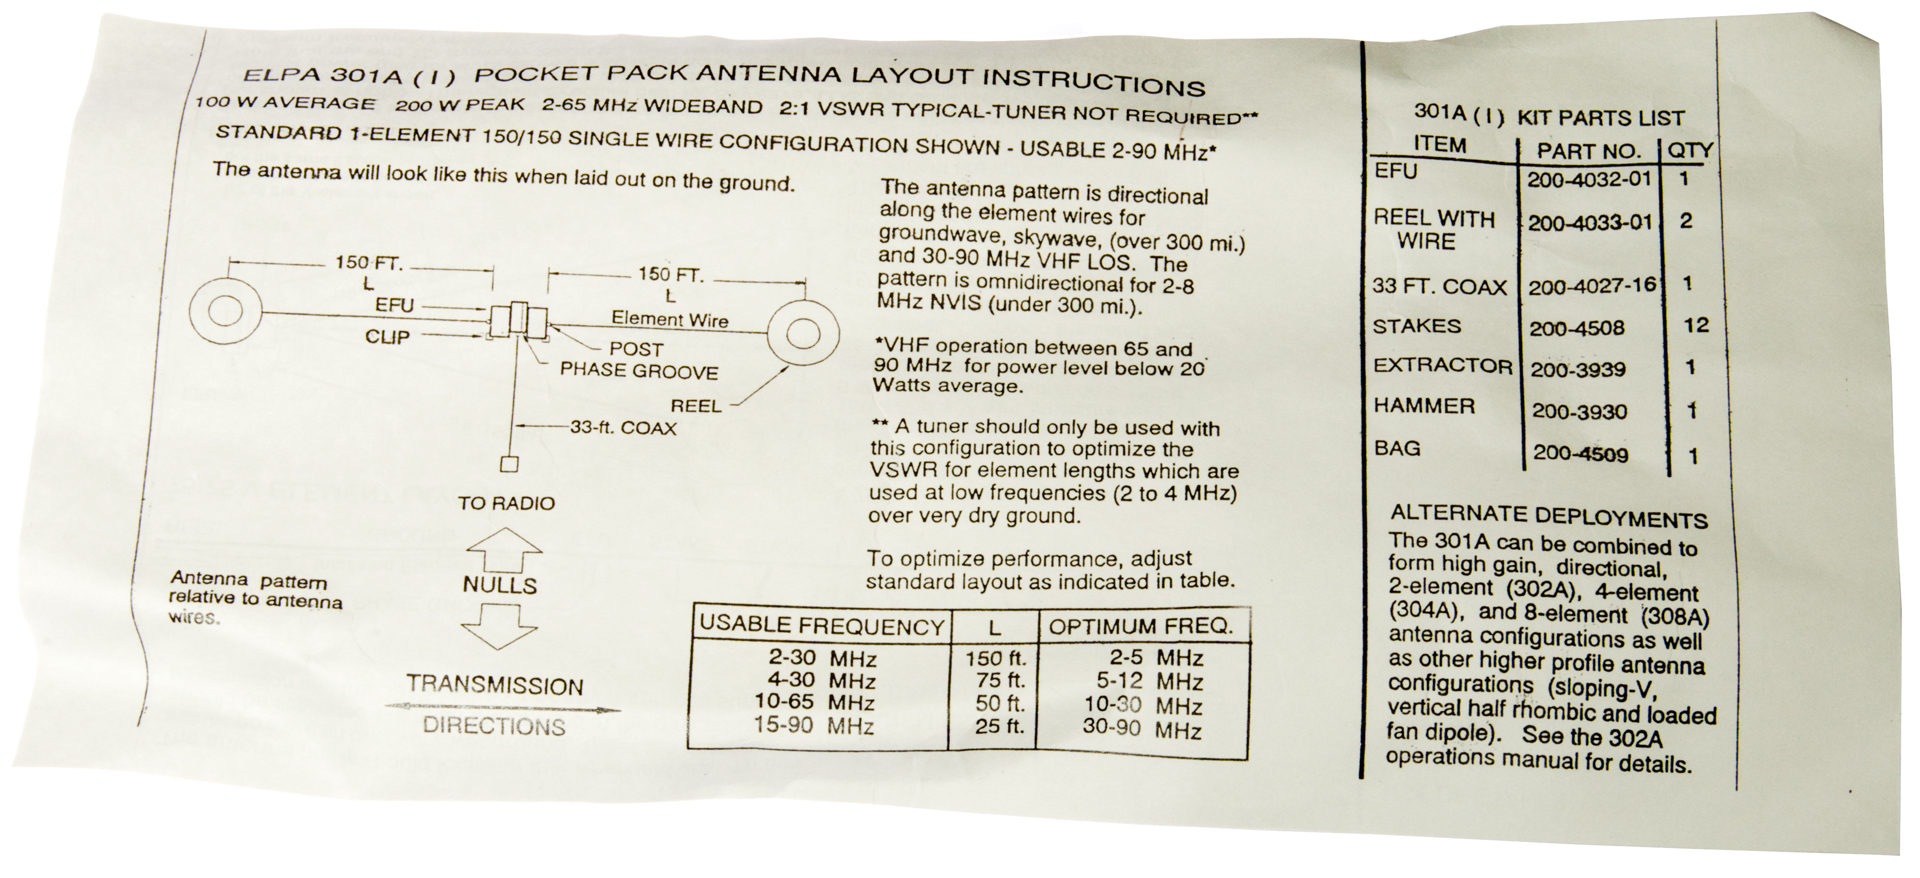 ELPA 301A ( I ) POCKET PACK ANTENNA LAYOUT INSTRUCTIONS
100 W AVERAGE 200 W PEAK 2-65 MHz WIDEBAND 2:1 VSWR TYPICAL-TUNER NOT REQUIRED**
STANDARD 1-ELEMENT 150/150 SINGLE WIRE CONFIGURATION SHOWN - USABLE 2-90 MHz*
The antenna will look like this when laid out on the ground.
150 FT.
L
150 FT.
L
EFU
CLIP
Element Wire
POST
PHASE GROOVE
REEL
33-ft. COAX
TO RADIO
NULLS
Antenna pattern
relative to antenna
wires.
TRANSMISSION
DIRECTIONS
The antenna pattern is directional
along the element wires for
groundwave, skywave, (over 300 mi.)
and 30-90 MHz VHF LOS. The
pattern is omnidirectional for 2-8
MHz NVIS (under 300 mi.).
*VHF operation between 65 and
90 MHz for power level below 20
Watts average.
** A tuner should only be used with
this configuration to optimize the
VSWR for element lengths which are
used at low frequencies (2 to 4 MHz)
over very dry ground.
To optimize performance, adjust
standard layout as indicated in table.
USABLE FREQUENCY L OPTIMUM FREQ.
2-30 MHz 150 ft. 2-5 MHz
4-30 MHz 75 ft. 5-12 MHz
10-65 MHz 50 ft. 10-30 MHz
15-90 MHz 25 ft. 30-90 MHz
301A ( I ) KIT PARTS LIST
ITEM PART NO. QTY
EFU 200-4032-01 1
REEL WITH 200-4033-01 2
WIRE
33 FT. COAX 200-4027-16 1
STAKES 200-4508 12
EXTRACTOR 200-3939 1
HAMMER 200-3930 1
BAG 200-4509 1
ALTERNATE DEPLOYMENTS
The 301A can be combined to
form high gain, directional,
2-element (302A), 4-element
(304A), and 8-element (308A)
antenna configurations as well
as other higher profile antenna
configurations (sloping-V,
vertical half rhombic and loaded
fan dipole). See the 302A
operations manual for details.